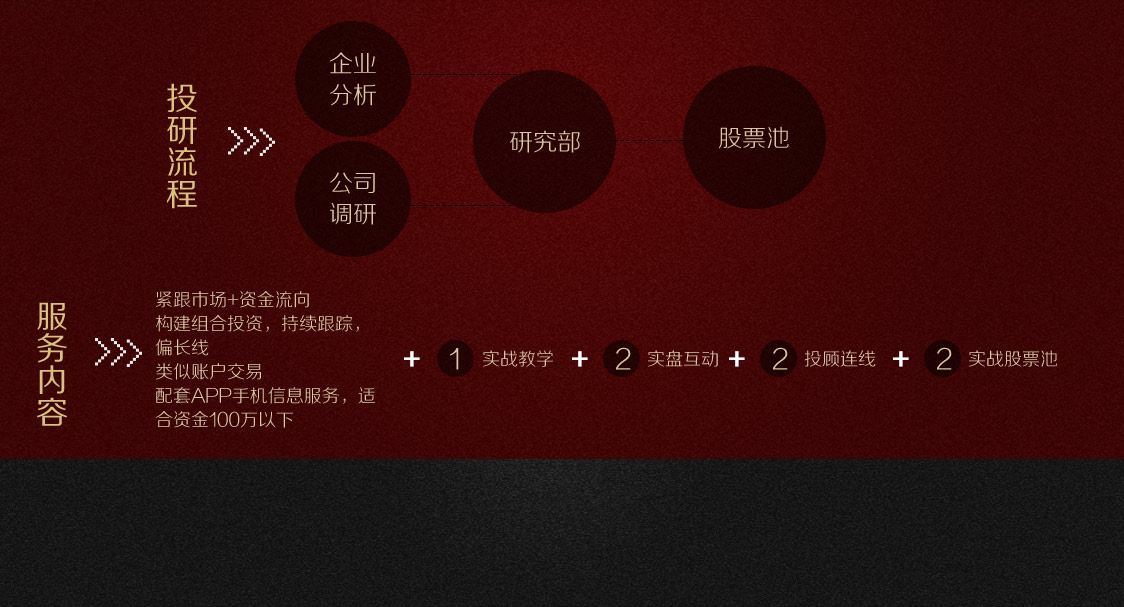 投研流程
企业
分析
公司
调研
研究部
股票池
服务内容
紧跟市场+资金流向
构建组合投资，持续跟踪，
偏长线
类似账户交易
配套APP手机信息服务，适
合资金100万以下
+ 1 实战教学 + 2 实盘互动 + 2 投顾连线 + 2 实战股票池